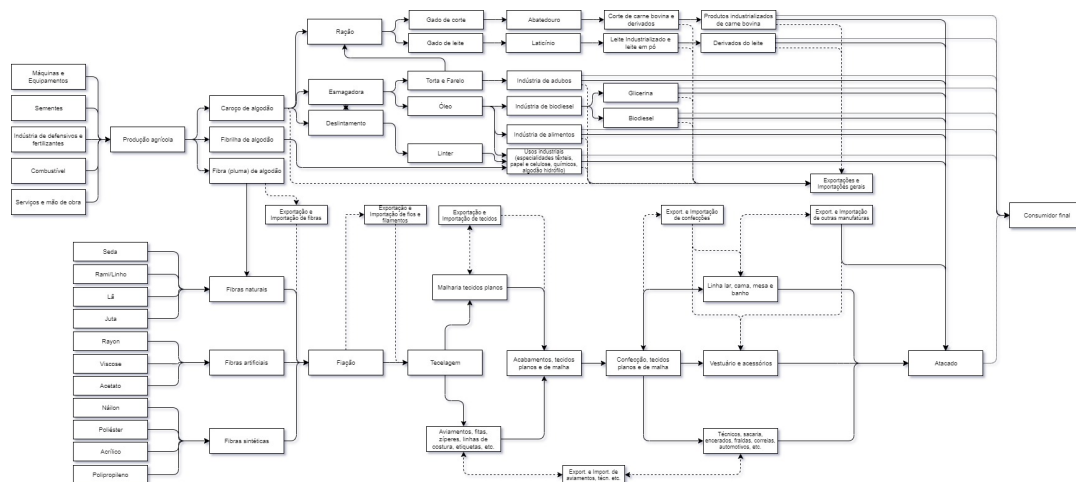 Gado de corte
Abatedouro
Corte de carne bovina e
derivados
Produtos industrializados
de carne bovina
Ração
Gado de leite
Laticínio
Leite Industrializado e
leite em pó
Derivados do leite
Máquinas e
Equipamentos
Sementes
Indústria de defensivos e
fertilizantes
Combustível
Serviços e mão de obra
Produção agrícola
Caroço de algodão
Fibrilha de algodão
Fibra (pluma) de algodão
Esmagadora
Deslintamento
Torta e Farelo
Óleo
Linter
Indústria de adubos
Indústria de biodiesel
Indústria de alimentos
Usos industriais
(especialidades têxteis,
papel e celulose, químicos,
algodão hidrófilo)
Glicerina
Biodiesel
Exportações e
Importações gerais
Exportação e
Importação de fibras
Exportação e
Importação de fios e
filamentos
Exportação e
Importação de tecidos
Export. e Importação
de confecções
Export. e Importação
de outras manufaturas
Consumidor final
Seda
Rami/Linho
Lã
Juta
Rayon
Viscose
Acetato
Náilon
Poliéster
Acrílico
Polipropileno
Fibras naturais
Fibras artificiais
Fibras sintéticas
Fiação
Tecelagem
Malharia tecidos planos
Aviamentos, fitas,
zíperes, linhas de
costura, etiquetas, etc.
Acabamentos, tecidos
planos e de malha
Confecção, tecidos
planos e de malha
Linha lar, cama, mesa e
banho
Vestuário e acessórios
Técnicos, sacaria,
encerados, fraldas, correias,
automotivos, etc.
Atacado
Export. e Import. de
aviamentos, técn. etc.